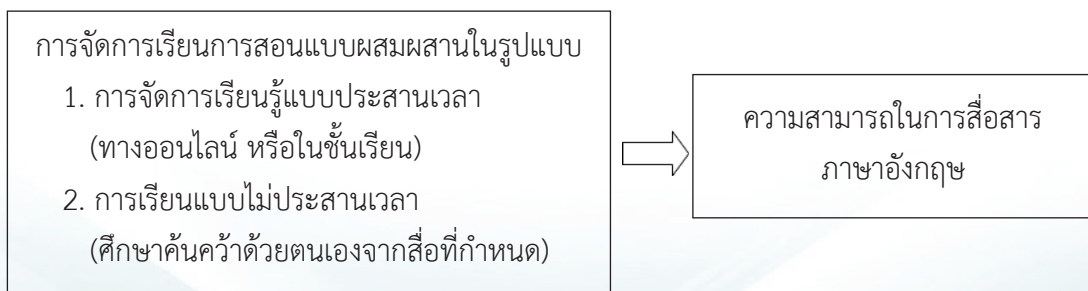 การจัดการเรียนการสอนแบบผสมผสานในรูปแบบ
1. การจัดการเรียนรู้แบบประสานเวลา
(ทางออนไลน์ หรือในชั้นเรียน)
2. การเรียนแบบไม่ประสานเวลา
(ศึกษาค้นคว้าด้วยตนเองจากสื่อที่กำหนด)
ความสามารถในการสื่อสาร
ภาษาอังกฤษ